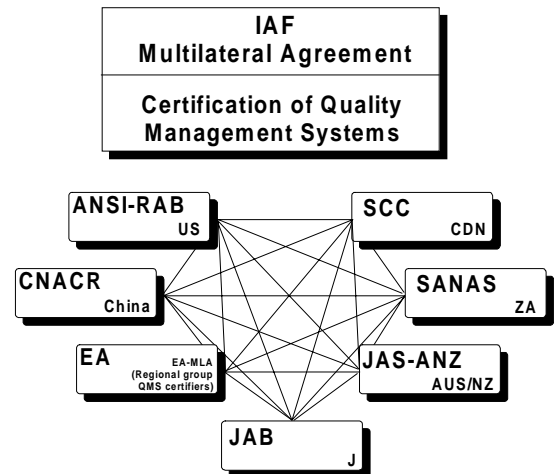 IAF
Multilateral Agreement
Certification of Quality
Management Systems
ANSI-RAB
US
SCC
CDN
CNACR
China
SANAS
ZA
EA
EA-MLA
(Regional group
QMS certifiers)
JAS-ANZ
AUS/NZ
JAB
J